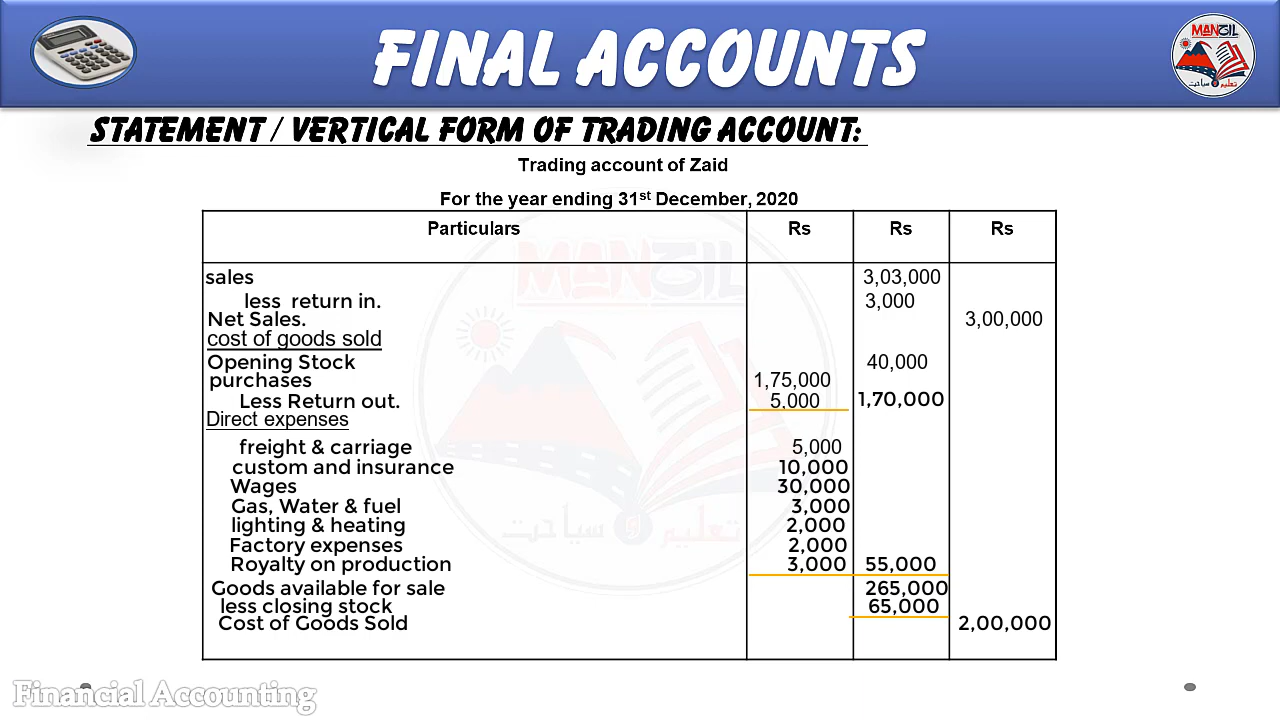 FINAL ACCOUNTS
MANZIL
تعلیم و سیاحت
STATEMENT / VERTICAL FORM OF TRADING ACCOUNT:
Trading account of Zaid
For the year ending 31st December, 2020
Particulars Rs Rs Rs
sales 3,03,000
less return in. 3,000
Net Sales. 3,00,000
cost of goods sold
Opening Stock 40,000
purchases 1,75,000
Less Return out. 5,000 1,70,000
Direct expenses
freight & carriage 5,000
custom and insurance 10,000
Wages 30,000
Gas, Water & fuel 3,000
lighting & heating 2,000
Factory expenses 2,000
Royalty on production 3,000 55,000
Goods available for sale 265,000
less closing stock 65,000
Cost of Goods Sold 2,00,000
MANZIL
تعلیم و سیاحت
Financial Accounting